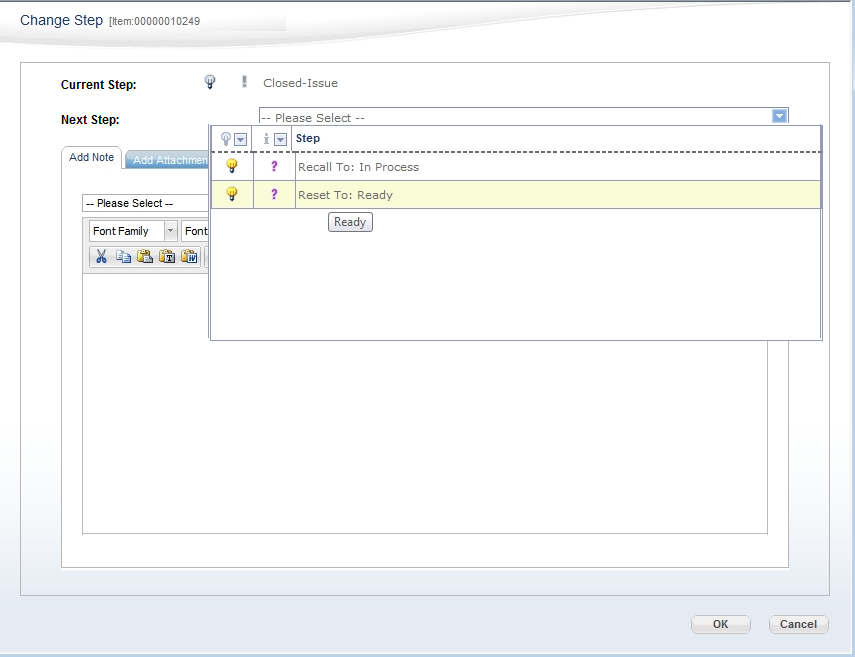 Change Step [Item:00000010249
Current Step: Closed-Issue
Next Step: -- Please Select --
Step
Add Note Add Attachmen
Recall To: In Process
-- Please Select -- Reset To: Ready
Ready
Font Family Font
OK Cancel